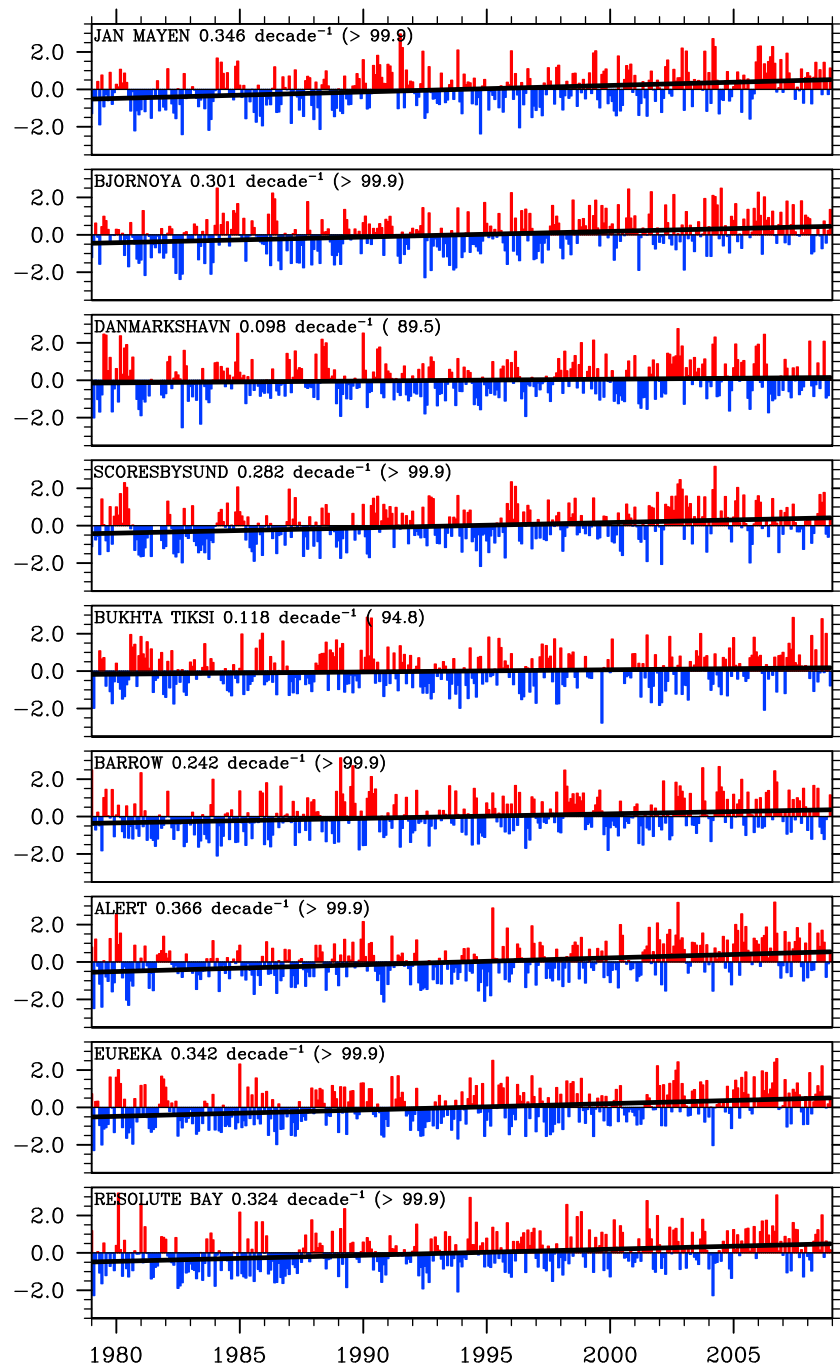 JAN MAYEN 0.346 decade⁻¹ (> 99.9)
2.0
0.0
−2.0
BJORNOYA 0.301 decade⁻¹ (> 99.9)
2.0
0.0
−2.0
DANMARKSHAVN 0.098 decade⁻¹ ( 89.5)
2.0
0.0
−2.0
SCORESBYSUND 0.282 decade⁻¹ (> 99.9)
2.0
0.0
−2.0
BUKHTA TIKSI 0.118 decade⁻¹ ( 94.8)
2.0
0.0
−2.0
BARROW 0.242 decade⁻¹ (> 99.9)
2.0
0.0
−2.0
ALERT 0.366 decade⁻¹ (> 99.9)
2.0
0.0
−2.0
EUREKA 0.342 decade⁻¹ (> 99.9)
2.0
0.0
−2.0
RESOLUTE BAY 0.324 decade⁻¹ (> 99.9)
2.0
0.0
−2.0
1980 1985 1990 1995 2000 2005